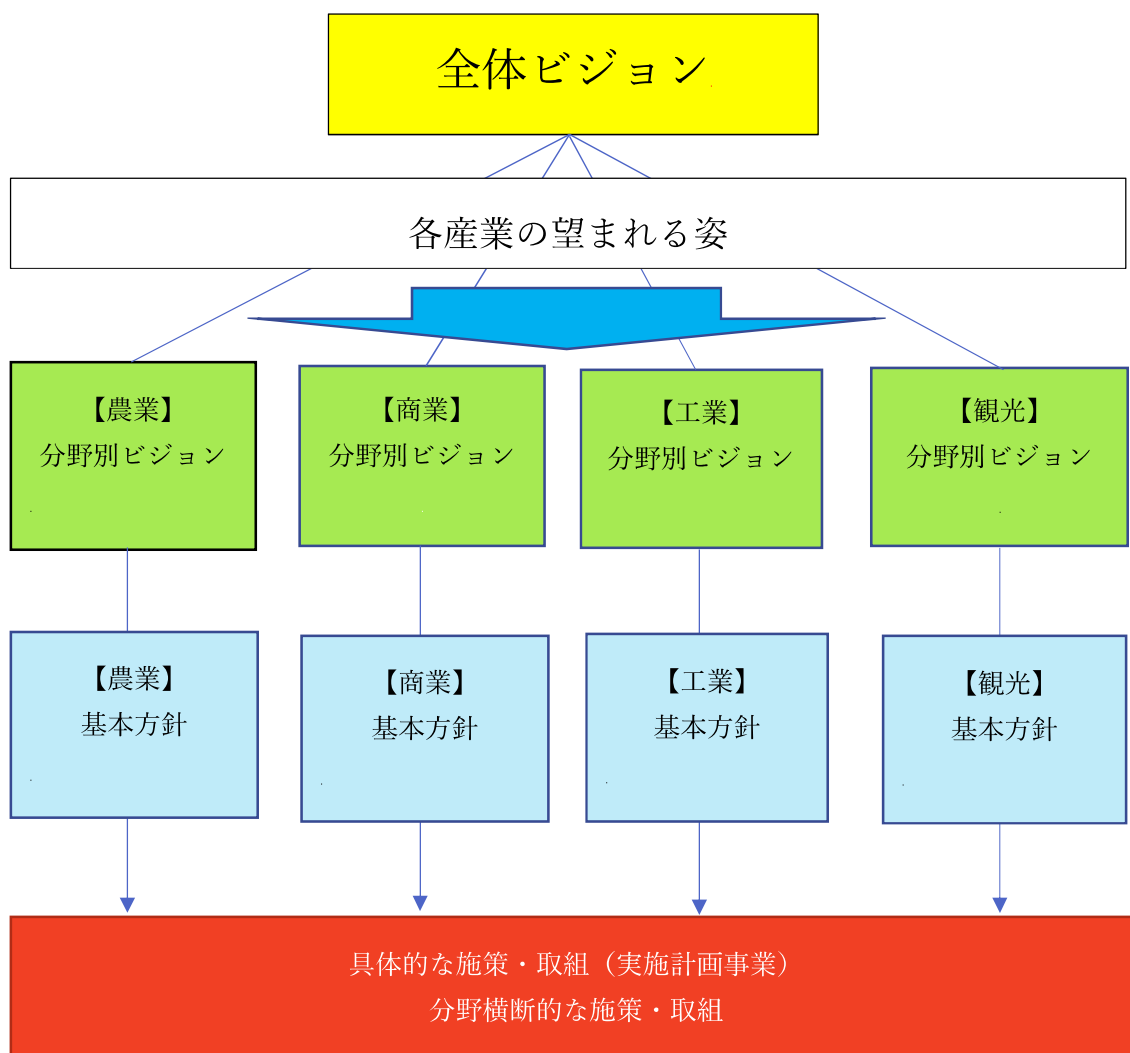 全体ビジョン
各産業の望まれる姿
【農業】
分野別ビジョン
【商業】
分野別ビジョン
【工業】
分野別ビジョン
【観光】
分野別ビジョン
【農業】
基本方針
【商業】
基本方針
【工業】
基本方針
【観光】
基本方針
具体的な施策・取組（実施計画事業）
分野横断的な施策・取組